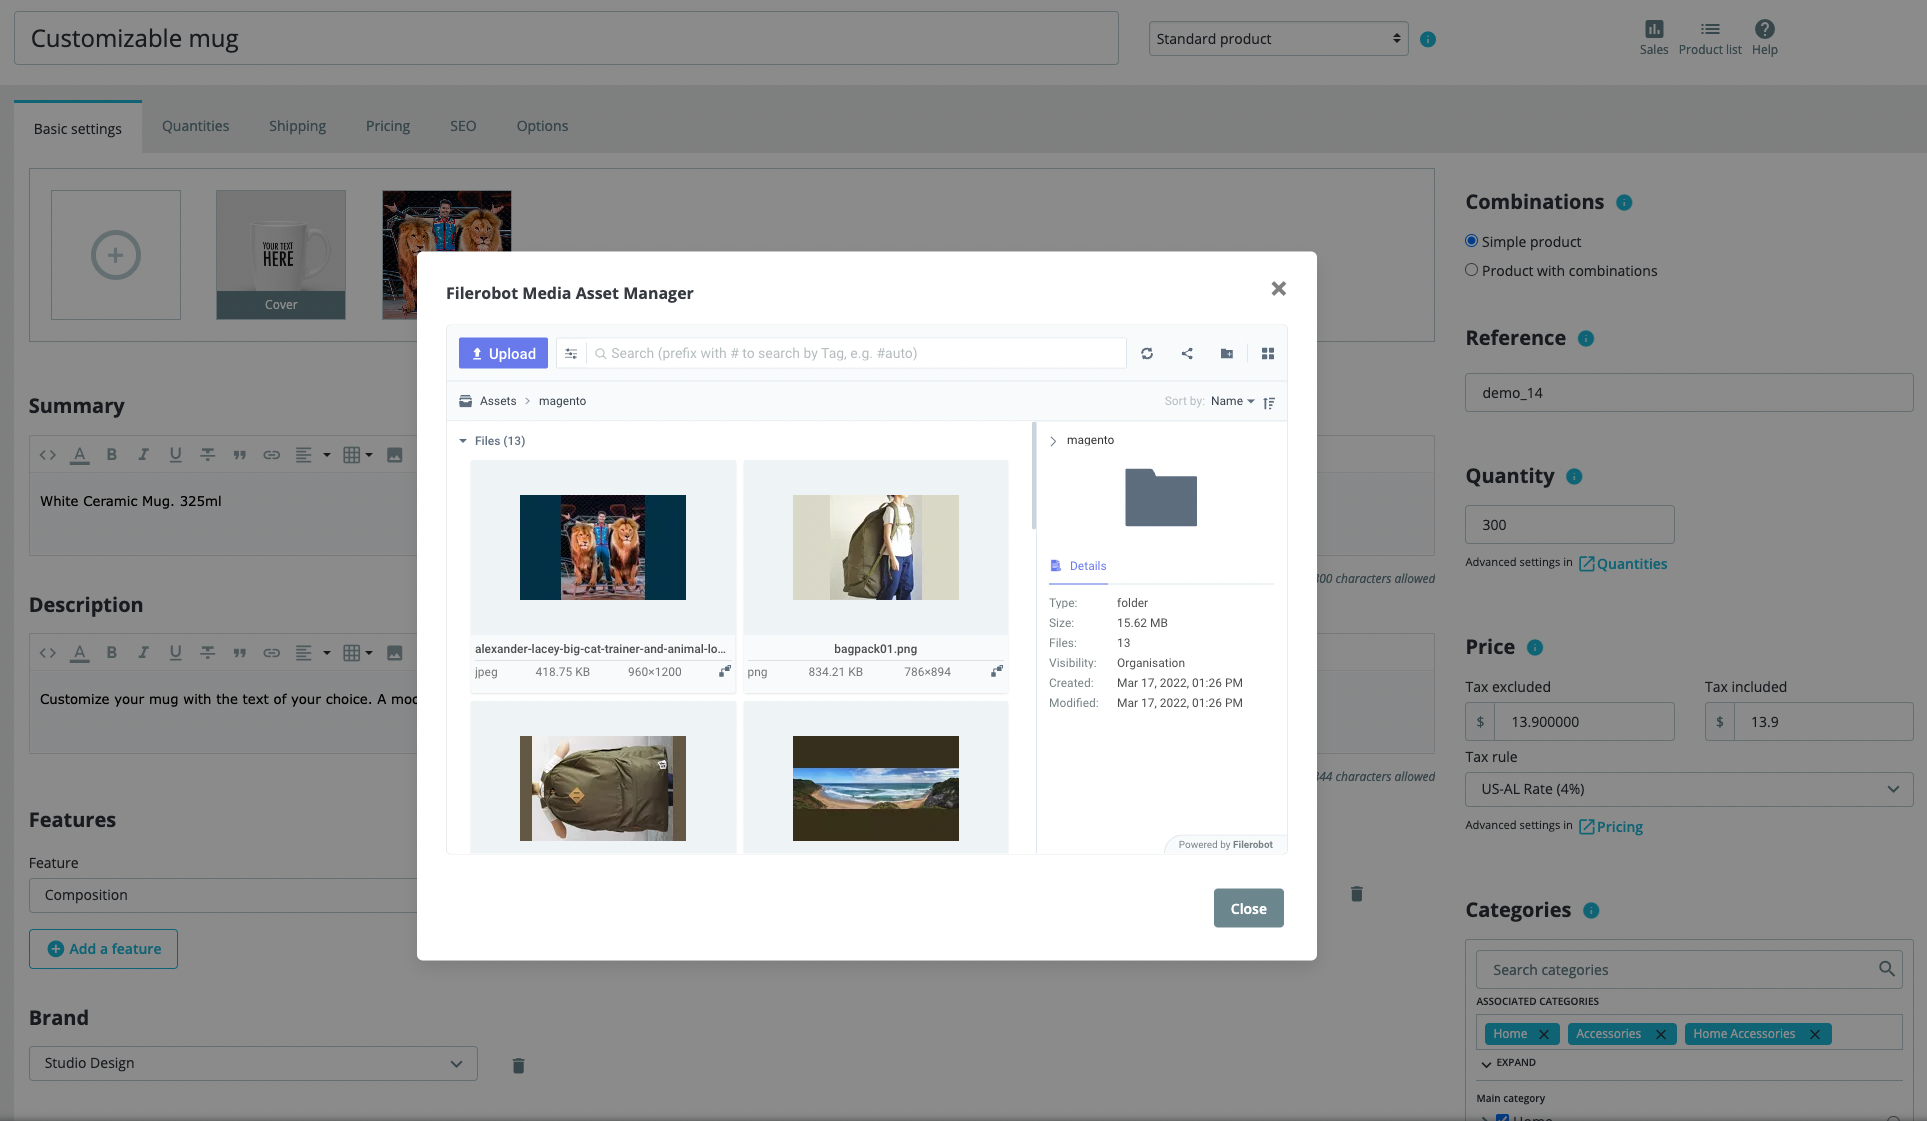 Customizable mug
Standard product
Sales
Product list
Help
Basic settings
Quantities
Shipping
Pricing
SEO
Options
YOUR TEXT
HERE
Cover
Summary
White Ceramic Mug. 325ml
characters allowed
Description
Customize your mug with the text of your choice. A
characters allowed
Features
Feature
Composition
Add a feature
Brand
Studio Design
Filerobot Media Asset Manager
Upload
Search (prefix with # to search by Tag, e.g. #auto)
Assets > magento
Sort by: Name
Files (13)
alexander-lacey-big-cat-trainer-and-animal-lo...
jpeg 418.75 KB 960×1200
bagpack01.png
png 834.21 KB 786×894
magento
Details
Type: folder
Size: 15.62 MB
Files: 13
Visibility: Organisation
Created: Mar 17, 2022, 01:26 PM
Modified: Mar 17, 2022, 01:26 PM
Powered by Filerobot
Close
Combinations
Simple product
Product with combinations
Reference
demo_14
Quantity
300
Advanced settings in Quantities
Price
Tax excluded
Tax included
$ 13.900000
$ 13.9
Tax rule
US-AL Rate (4%)
Advanced settings in Pricing
Categories
Search categories
ASSOCIATED CATEGORIES
Home
Accessories
Home Accessories
EXPAND
Main category